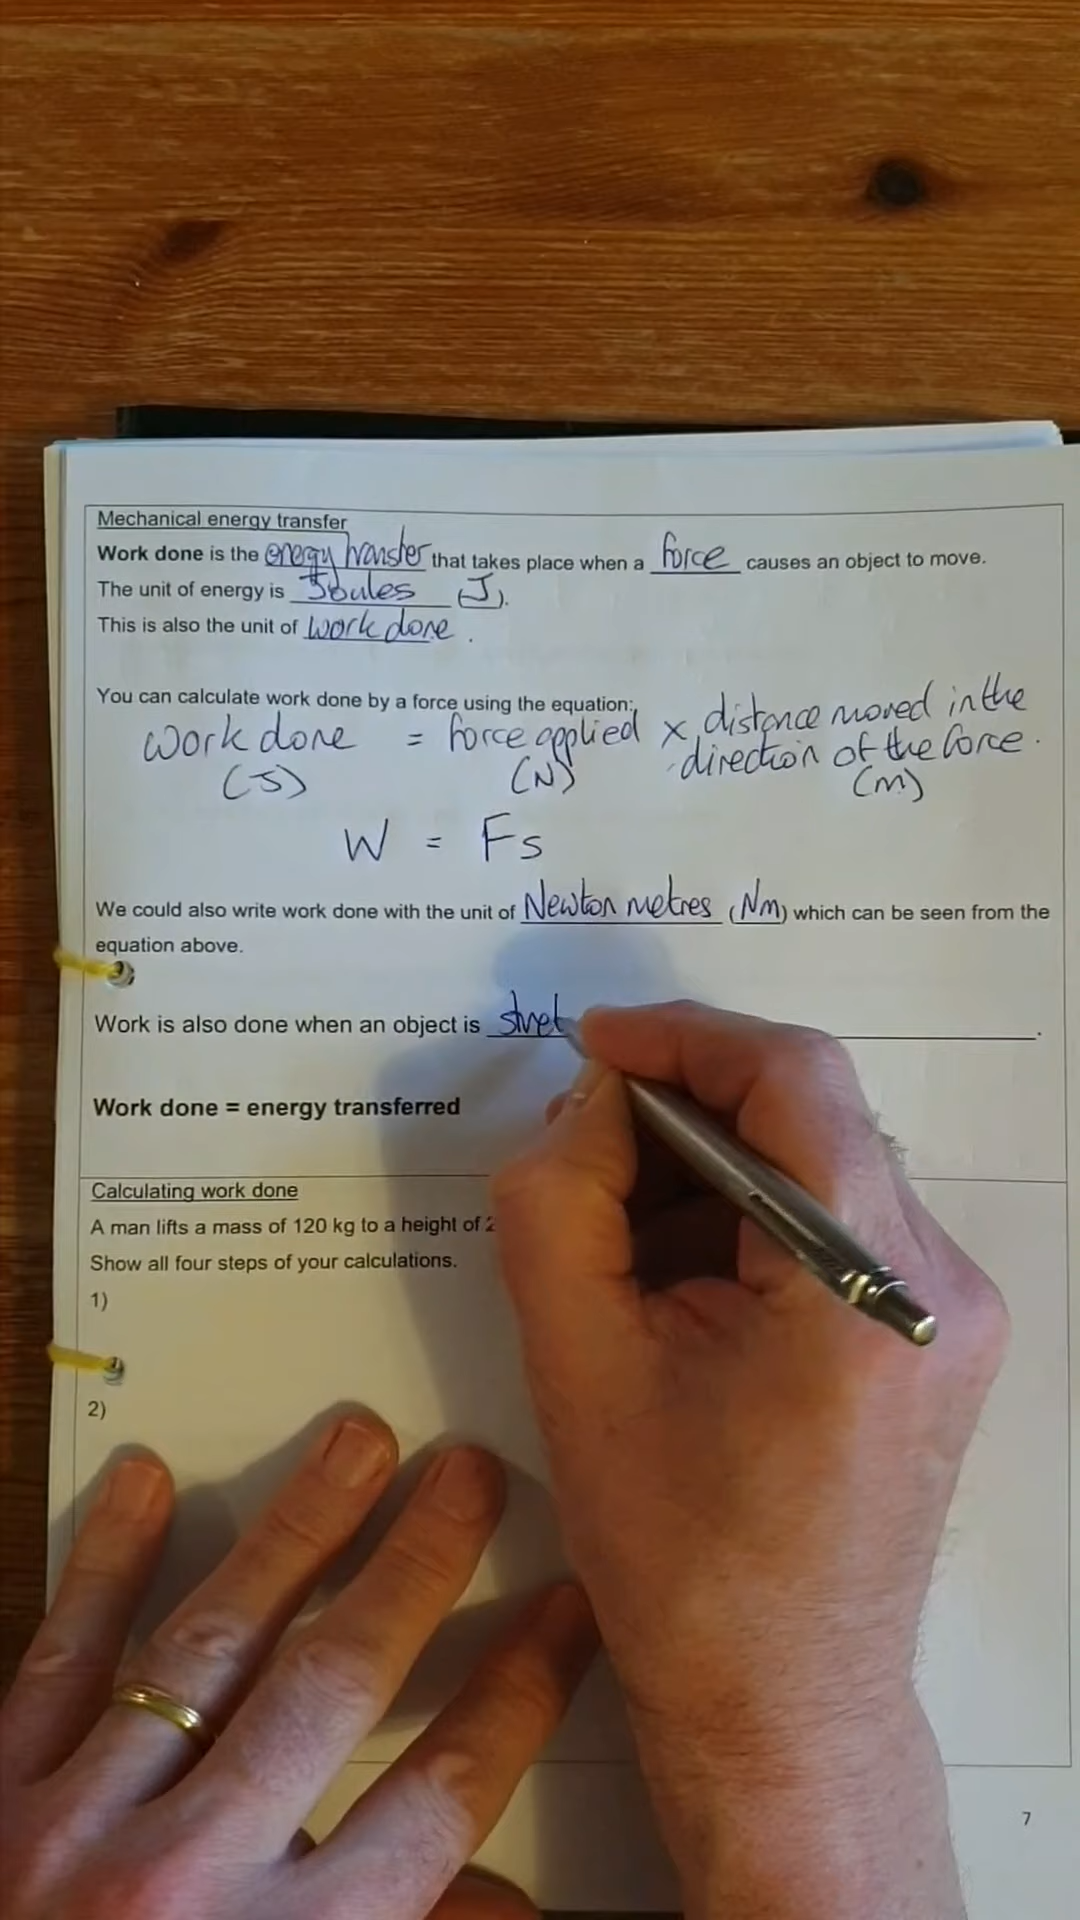 Mechanical energy transfer
Work done is the energy transfer that takes place when a force causes an object to move.
The unit of energy is Joules (J).
This is also the unit of work done.
You can calculate work done by a force using the equation:
work done = force applied × distance moved in the
direction of the force.
(J) (N) (m)
W = Fs
We could also write work done with the unit of Newton metres (Nm) which can be seen from the
equation above.
Work is also done when an object is stret
Work done = energy transferred
Calculating work done
A man lifts a mass of 120 kg to a height of 2
Show all four steps of your calculations.
1)
2)
7